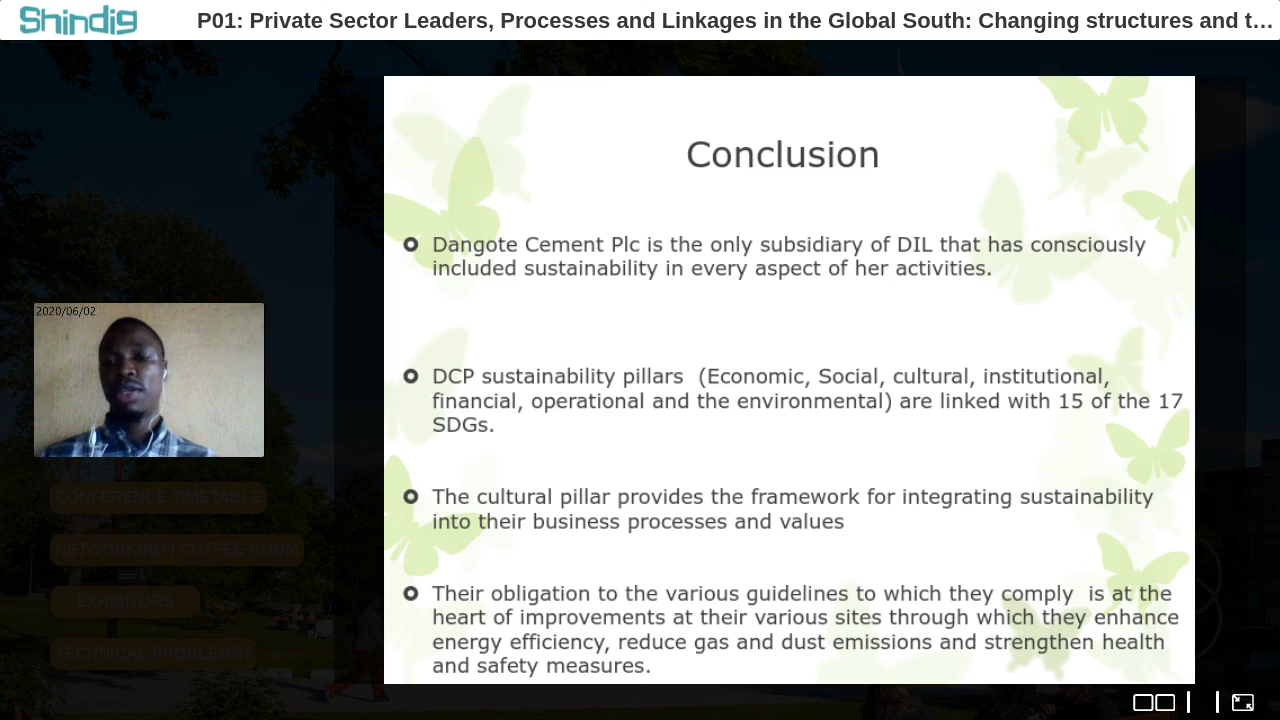 Shindig
P01: Private Sector Leaders, Processes and Linkages in the Global South: Changing structures and t...
Conclusion
Dangote Cement Plc is the only subsidiary of DIL that has consciously
included sustainability in every aspect of her activities.
DCP sustainability pillars (Economic, Social, cultural, institutional,
financial, operational and the environmental) are linked with 15 of the 17
SDGs.
The cultural pillar provides the framework for integrating sustainability
into their business processes and values
Their obligation to the various guidelines to which they comply is at the
heart of improvements at their various sites through which they enhance
energy efficiency, reduce gas and dust emissions and strengthen health
and safety measures.
2020/06/02
CONFERENCE TIMETABLE
NETWORKING / COFFEE ROOM
EXHIBITORS
TECHNICAL PROBLEMS?